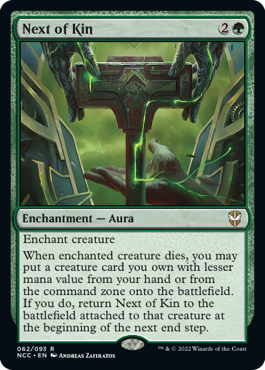 Next of Kin 2
Enchantment — Aura
Enchant creature
When enchanted creature dies, you may
put a creature card you own with lesser
mana value from your hand or from
the command zone onto the battlefield.
If you do, return Next of Kin to the
battlefield attached to that creature at
the beginning of the next end step.
062/093 R
NCC • EN Andreas Zafiratos
™ & © 2022 Wizards of the Coast